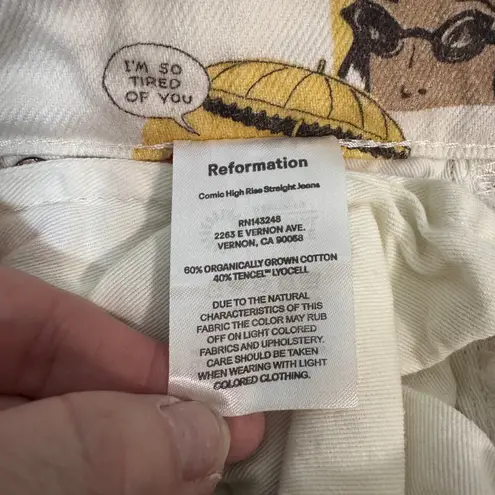 I'M SO
TIRED
OF YOU
Reformation
Comic High Rise Straight Jeans
RN143248
2263 E VERNON AVE.
VERNON, CA 90058
60% ORGANICALLY GROWN COTTON
40% TENCEL™ LYOCELL
DUE TO THE NATURAL
CHARACTERISTICS OF THIS
FABRIC THE COLOR MAY RUB
OFF ON LIGHT COLORED
FABRICS AND UPHOLSTERY.
CARE SHOULD BE TAKEN
WHEN WEARING WITH LIGHT
COLORED CLOTHING.